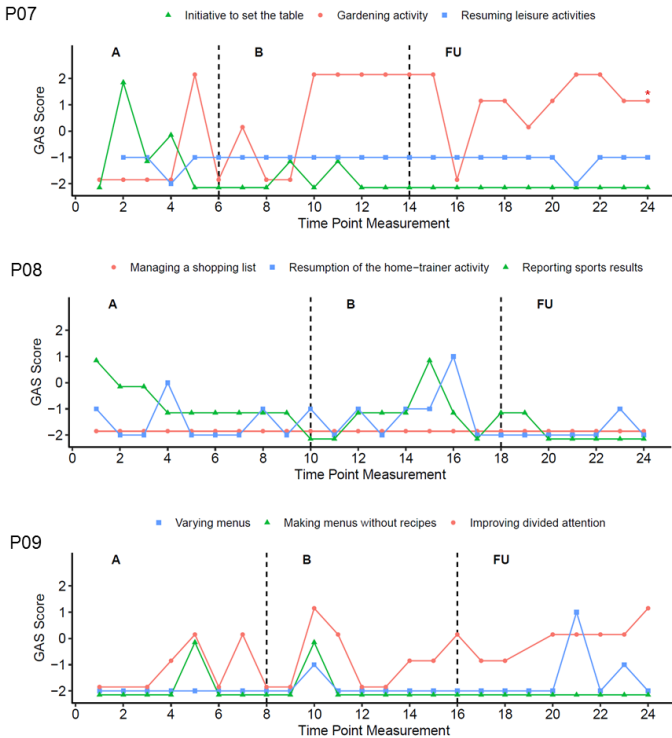 P07
Initiative to set the table Gardening activity Resuming leisure activities
A B FU
2
1
0
−1
−2
GAS Score
*
0 2 4 6 8 10 12 14 16 18 20 22 24
Time Point Measurement
P08
Managing a shopping list Resumption of the home−trainer activity Reporting sports results
A B FU
2
1
0
−1
−2
GAS Score
0 2 4 6 8 10 12 14 16 18 20 22 24
Time Point Measurement
P09
Varying menus Making menus without recipes Improving divided attention
A B FU
2
1
0
−1
−2
GAS Score
0 2 4 6 8 10 12 14 16 18 20 22 24
Time Point Measurement